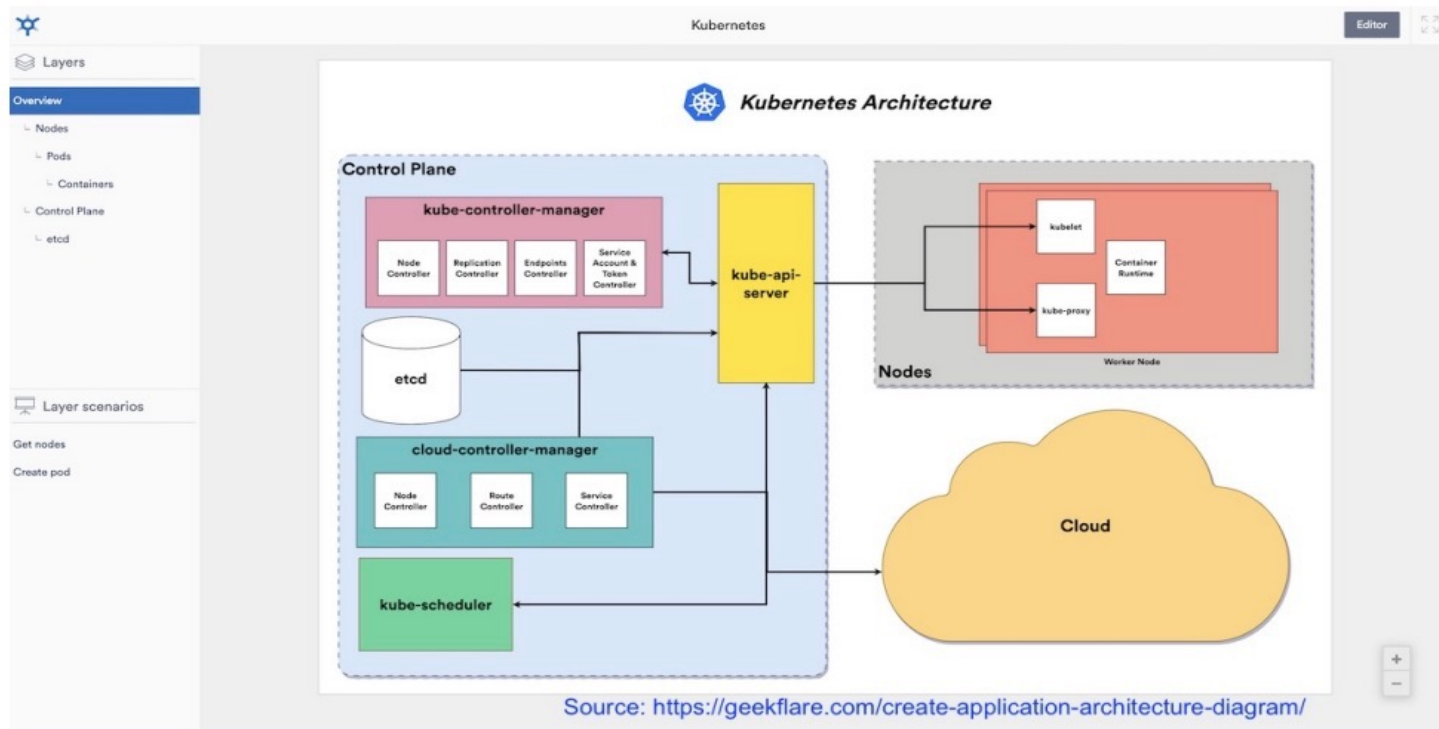 Kubernetes
Editor
Layers
Overview
Nodes
Pods
Containers
Control Plane
etcd
Layer scenarios
Get nodes
Create pod
Kubernetes Architecture
Control Plane
kube-controller-manager
Node
Controller
Replication
Controller
Endpoints
Controller
Service
Account &
Token
Controller
kube-api-
server
etcd
cloud-controller-manager
Node
Controller
Route
Controller
Service
Controller
kube-scheduler
kubelet
Container
Runtime
kube-proxy
Worker Node
Nodes
Cloud
Source: https://geekflare.com/create-application-architecture-diagram/